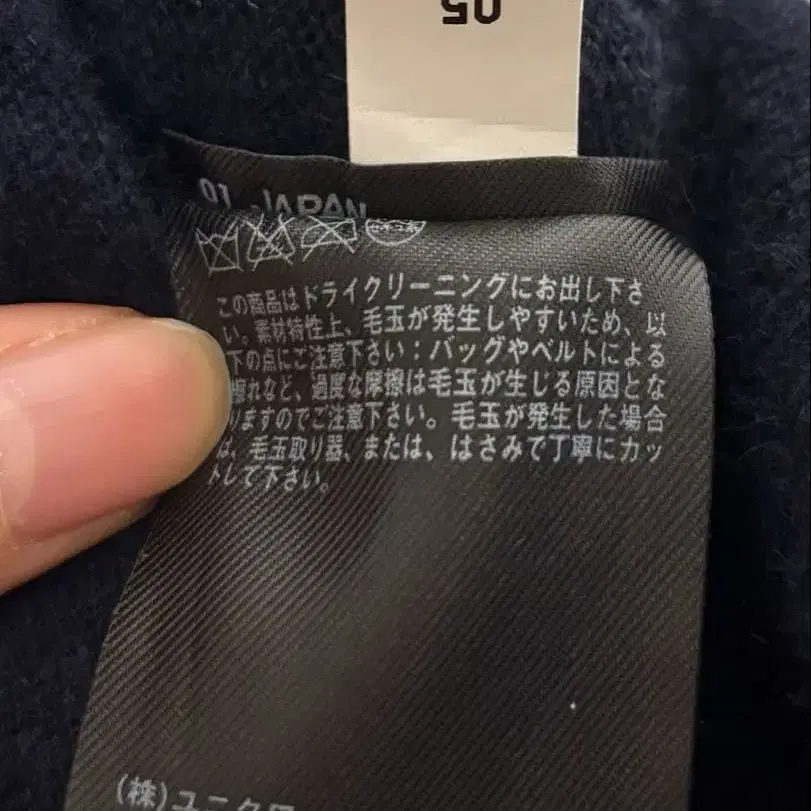 05
01 JAPAN
この商品はドライクリーニングにお出し下さ
い。素材特性上、毛玉が発生しやすいため、以
下の点にご注意下さい：バッグやベルトによる
擦れなど、過度な摩擦は毛玉が生じる原因とな
りますのでご注意下さい。毛玉が発生した場合
は、毛玉取り器、または、はさみで丁寧にカッ
トして下さい。
(株)ユニクロ